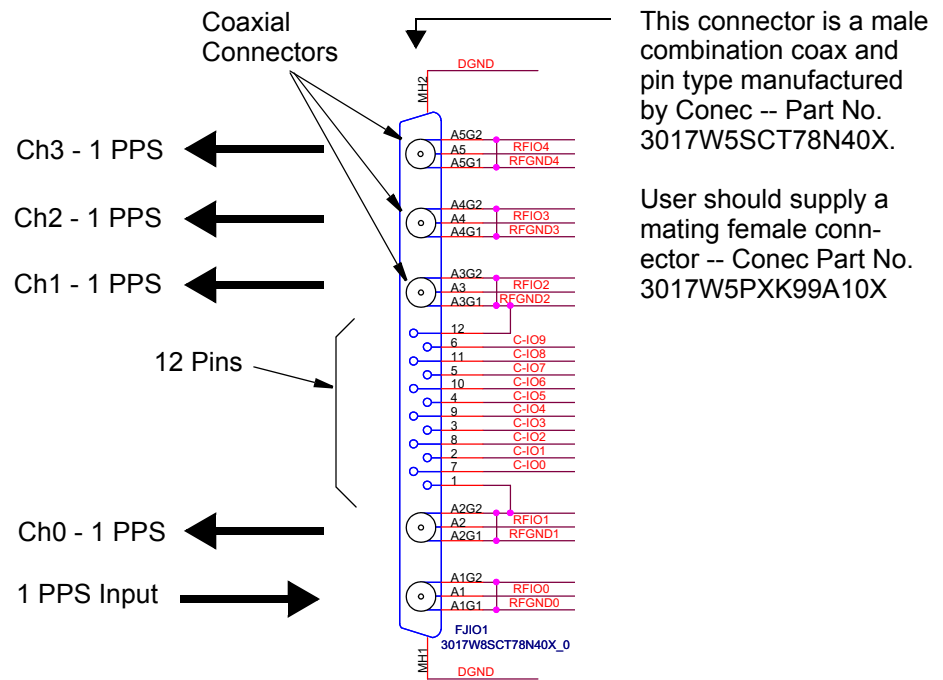 Coaxial
Connectors
This connector is a male
combination coax and
pin type manufactured
by Conec -- Part No.
3017W5SCT78N40X.
User should supply a
mating female conn-
ector -- Conec Part No.
3017W5PXK99A10X
DGND
MH2
Ch3 - 1 PPS
A5G2
A5
RFIO4
A5G1
RFGND4
Ch2 - 1 PPS
A4G2
A4
RFIO3
A4G1
RFGND3
Ch1 - 1 PPS
A3G2
A3
RFIO2
A3G1
RFGND2
12 Pins
12
6
C-IO9
11
C-IO8
5
C-IO7
10
C-IO6
4
C-IO5
9
C-IO4
3
C-IO3
8
C-IO2
2
C-IO1
7
C-IO0
1
Ch0 - 1 PPS
A2G2
A2
RFIO1
A2G1
RFGND1
1 PPS Input
A1G2
A1
RFIO0
A1G1
RFGND0
FJIO1
3017W8SCT78N40X_0
MH1
DGND